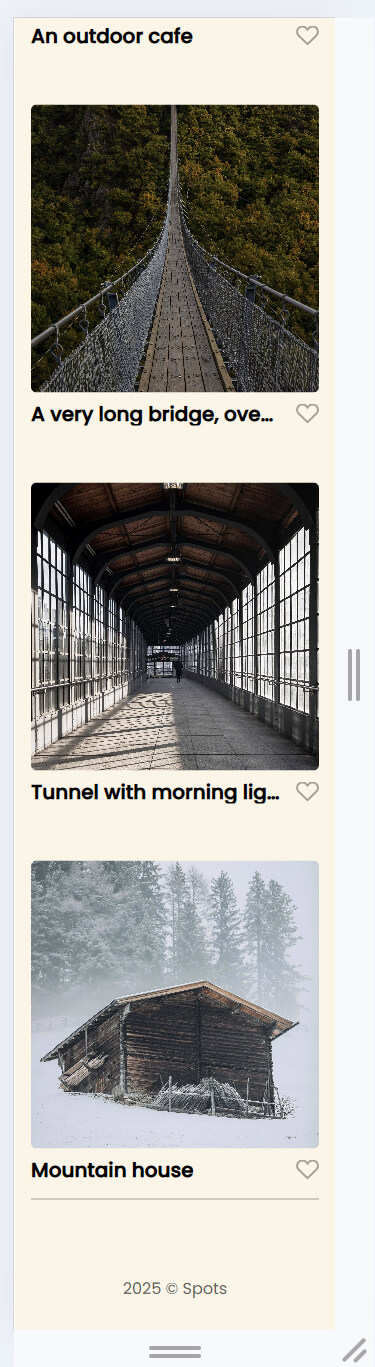 An outdoor cafe
A very long bridge, ove...
Tunnel with morning lig...
Mountain house
2025 © Spots